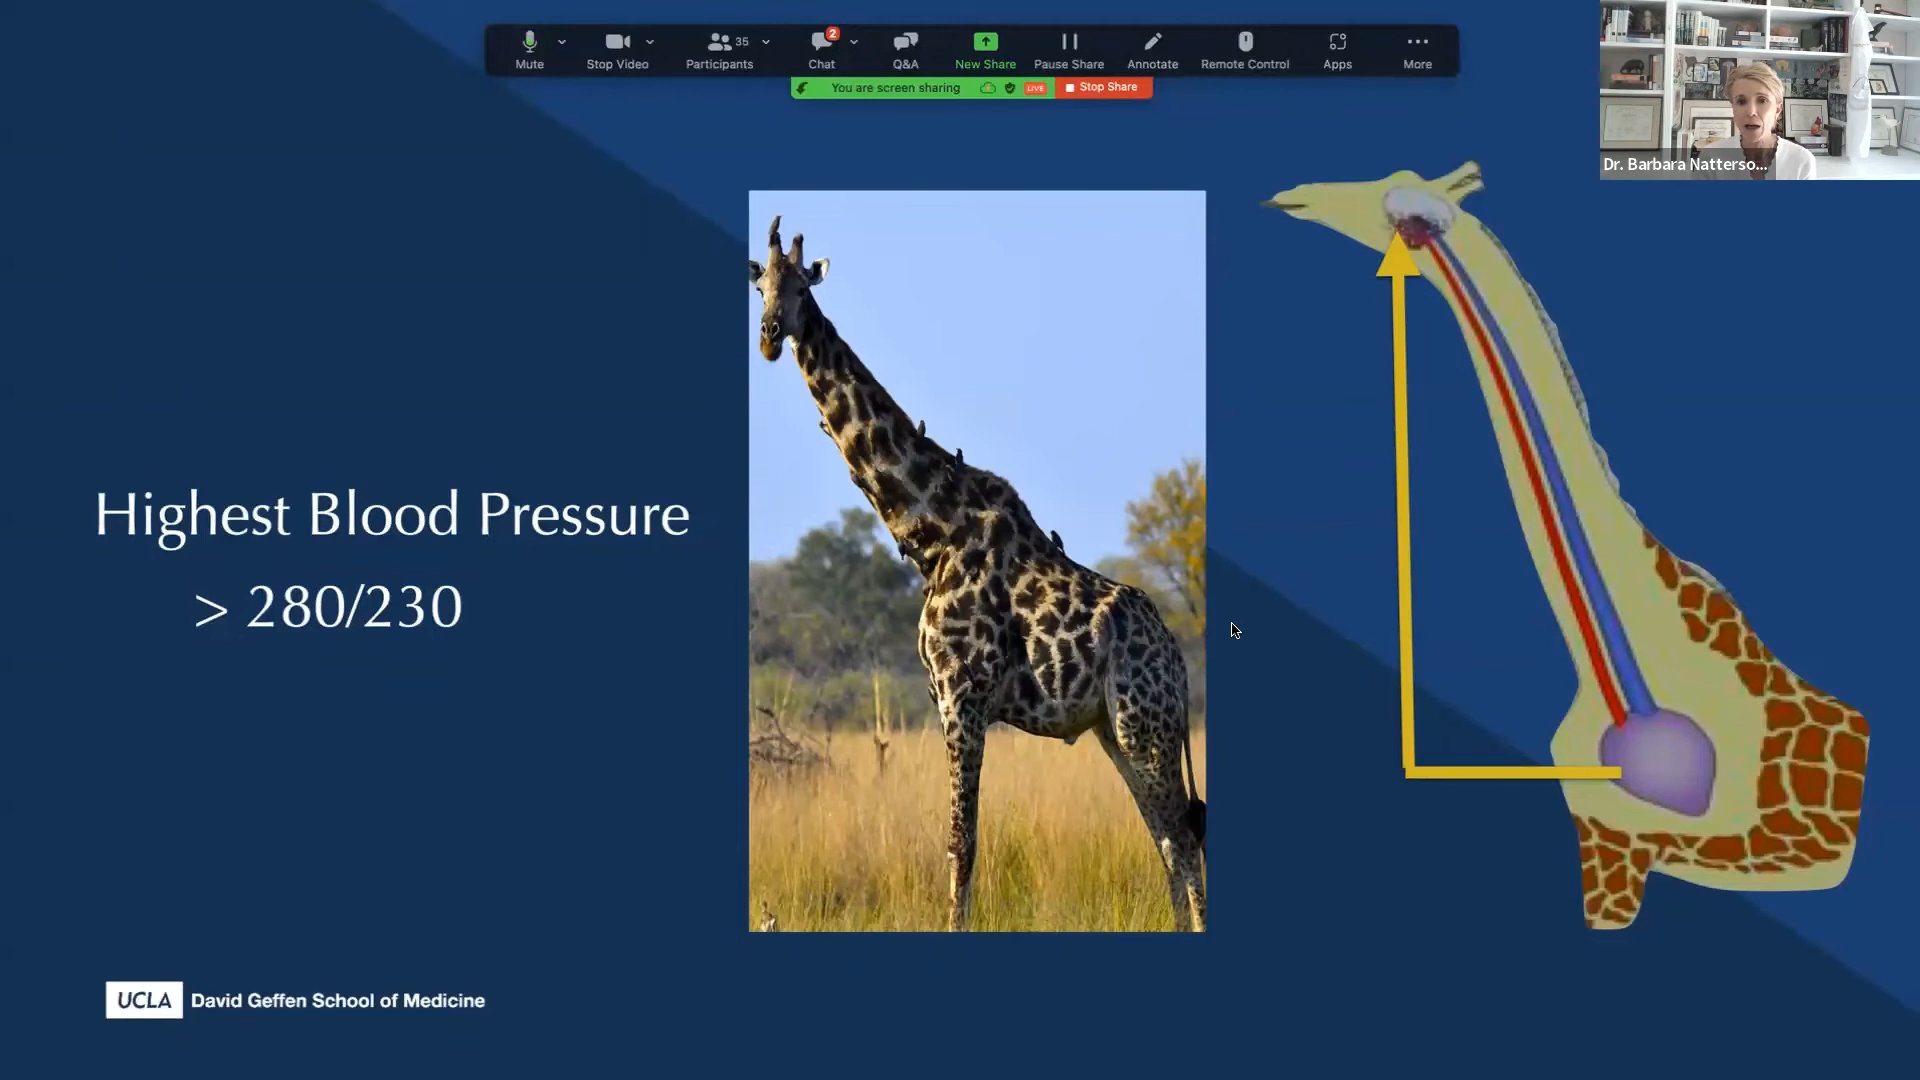 Mute
Stop Video
35
Participants
2
Chat
Q&A
New Share
Pause Share
Annotate
Remote Control
Apps
More
You are screen sharing
LIVE
Stop Share
Dr. Barbara Natterso...
Highest Blood Pressure
> 280/230
UCLA David Geffen School of Medicine